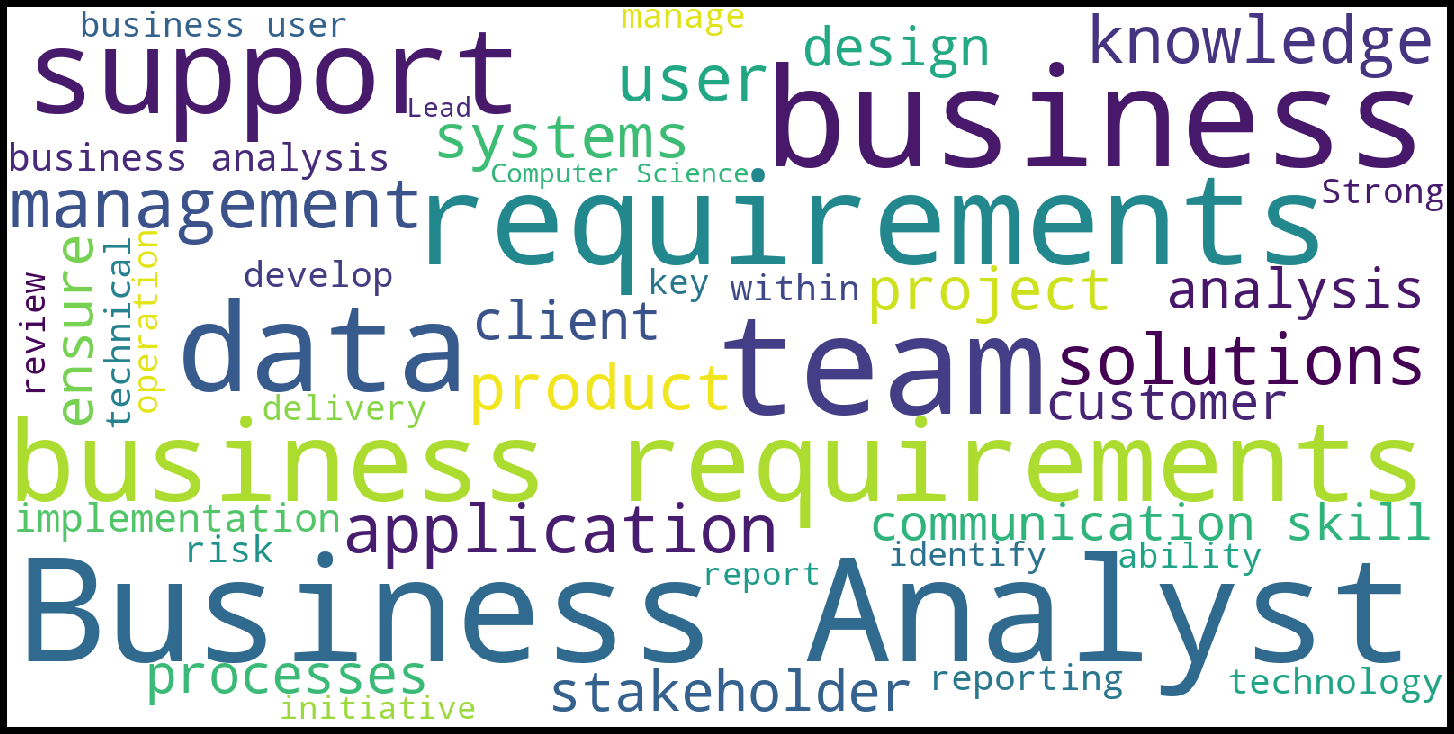 business user
manage
support
user
design
knowledge
Lead
systems
business
business analysis
Computer Science
management
requirements
Strong
review
ensure
technical
operation
develop
key
within
project
analysis
data
client
team
solutions
product
customer
delivery
business requirements
implementation
application
communication skill
risk
report
identify
ability
Business Analyst
processes
stakeholder
reporting
technology
initiative